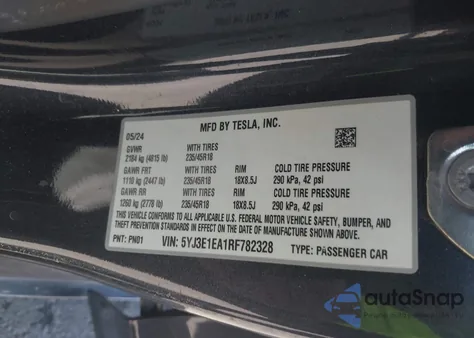 MFD BY TESLA, INC.
05/24
GVWR WITH TIRES
2184 kg (4815 lb) 235/45R18
GAWR FRT WITH TIRES RIM COLD TIRE PRESSURE
1110 kg (2447 lb) 235/45R18 18X8.5J 290 kPa, 42 psi
GAWR RR WITH TIRES RIM COLD TIRE PRESSURE
1260 kg (2778 lb) 235/45R18 18X8.5J 290 kPa, 42 psi
THIS VEHICLE CONFORMS TO ALL APPLICABLE U.S. FEDERAL MOTOR VEHICLE SAFETY, BUMPER, AND
THEFT PREVENTION STANDARDS IN EFFECT ON THE DATE OF MANUFACTURE SHOWN ABOVE.
PNT: PN01 VIN: 5YJ3E1EA1RF782328 TYPE: PASSENGER CAR
autoSnap